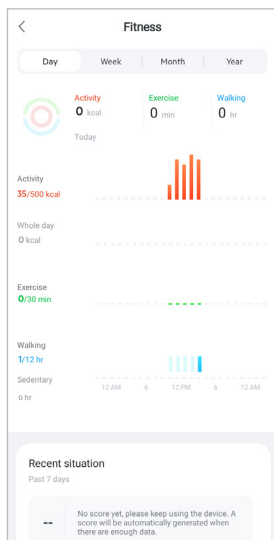 Fitness
Day Week Month Year
Activity Exercise Walking
0 kcal 0 min 0 hr
Today
Activity
35/500 kcal
Whole day
0 kcal
Exercise
0/30 min
Walking
1/12 hr
Sedentary
0 hr
12 AM 6 12 PM 6 12 AM
Recent situation
Past 7 days
-- No score yet, please keep using the device. A
score will be automatically generated when
there are enough data.